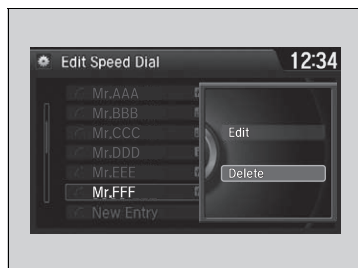 Edit Speed Dial 12:34
Mr.AAA
Mr.BBB
Mr.CCC
Mr.DDD
Mr.EEE
Mr.FFF
New Entry
Edit
Delete